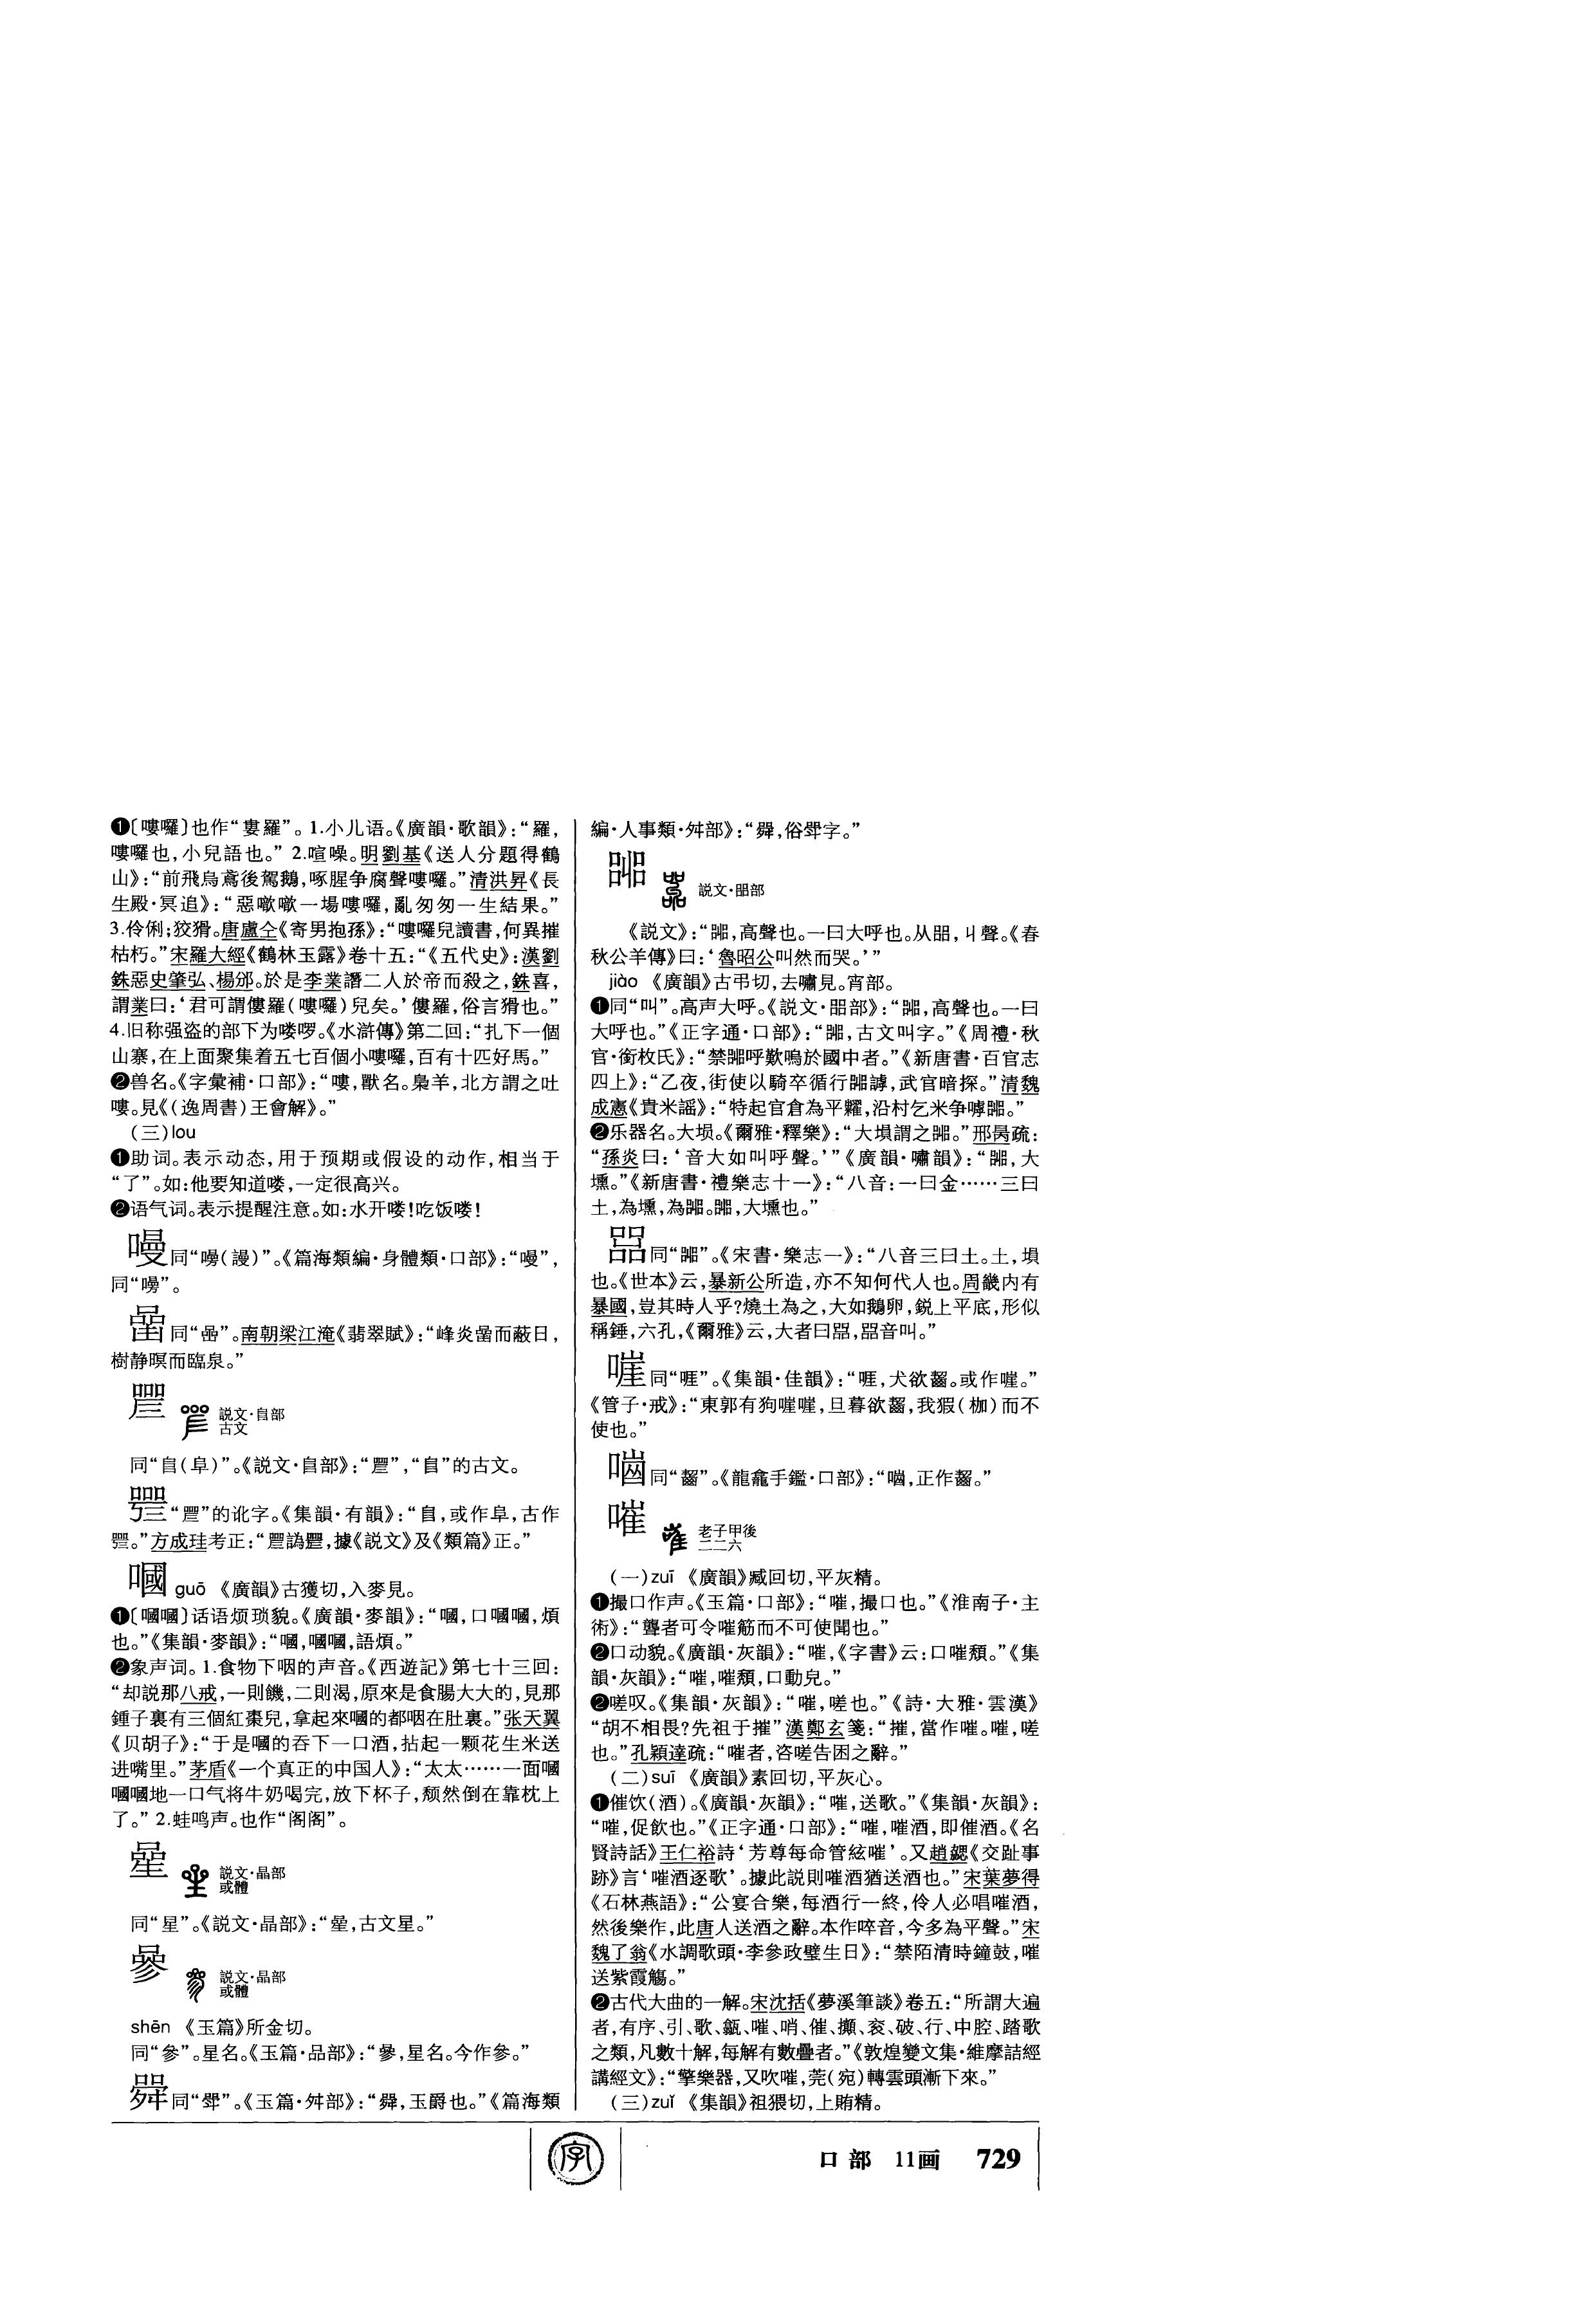 ❶〔嘍囉〕也作“婁羅”。1.小儿语。《廣韻·歌韻》：“羅，
嘍囉也，小兒語也。” 2.喧噪。明劉基《送人分題得鶴
山》：“前飛烏鳶後駕鵝，啄腥争腐聲嘍囉。”清洪昇《長
生殿·冥追》：“惡噷噷一場嘍囉，亂匆匆一生結果。”
3.伶俐；狡猾。唐盧仝《寄男抱孫》：“嘍囉兒讀書，何異摧
枯朽。”宋羅大經《鶴林玉露》卷十五：“《五代史》：漢劉
銖惡史肇弘、楊邠。於是李業譖二人於帝而殺之，銖喜，
謂業曰：‘君可謂僂羅（嘍囉）兒矣。’僂羅，俗言猾也。”
4.旧称强盗的部下为喽啰。《水滸傳》第二回：“扎下一個
山寨，在上面聚集着五七百個小嘍囉，百有十匹好馬。”
❷兽名。《字彙補·口部》：“嘍，獸名。梟羊，北方謂之吐
嘍。見《（逸周書）王會解》。”
（三）lou
❶助词。表示动态，用于预期或假设的动作，相当于
“了”。如：他要知道喽，一定很高兴。
❷语气词。表示提醒注意。如：水开喽！吃饭喽！
嘠同“（謾）”。《篇海類編·身體類·口部》：“”，
同“”。
同“嵒”。南朝梁江淹《翡翠賦》：“峰炎而蔽日，
樹静暝而臨泉。”
説文·𨸏部
古文
同“𨸏（阜）”。《説文·𨸏部》：“”，“𨸏”的古文。
“”的讹字。《集韻·有韻》：“𨸏，或作阜，古作
。”方成珪考正：“譌，據《説文》及《類篇》正。”
嘓 guō 《廣韻》古獲切，入麥見。
❶〔嘓嘓〕话语烦琐貌。《廣韻·麥韻》：“嘓，口嘓嘓，煩
也。”《集韻·麥韻》：“嘓，嘓嘓，語煩。”
❷象声词。1.食物下咽的声音。《西遊記》第七十三回：
“却説那八戒，一則饑，二則渴，原來是食腸大大的，見那
鍾子裏有三個紅棗兒，拿起來嘓的都咽在肚裏。”张天翼
《贝胡子》：“于是嘓的吞下一口酒，拈起一颗花生米送
进嘴里。”茅盾《一个真正的中国人》：“太太……一面嘓
嘓嘓地一口气将牛奶喝完，放下杯子，颓然倒在靠枕上
了。” 2.蛙鸣声。也作“阁阁”。
説文·晶部
或體
同“星”。《説文·晶部》：“，古文星。”
説文·晶部
或體
shēn 《玉篇》所金切。
同“參”。星名。《玉篇·品部》：“，星名。今作參。”
同“斝”。《玉篇·舛部》：“，玉爵也。”《篇海類
編·人事類·舛部》：“，俗斝字。”
嘂 説文·㗊部
《説文》：“嘂，高聲也。一曰大呼也。从㗊，丩聲。《春
秋公羊傳》曰：‘魯昭公叫然而哭。’”
jiào 《廣韻》古弔切，去嘯見。宵部。
❶同“叫”。高声大呼。《説文·㗊部》：“嘂，高聲也。一曰
大呼也。”《正字通·口部》：“嘂，古文叫字。”《周禮·秋
官·銜枚氏》：“禁嘂呼歎嗚於國中者。”《新唐書·百官志
四上》：“乙夜，街使以騎卒循行嘂謼，武官暗探。”清魏
成憲《貴米謡》：“特起官倉為平糶，沿村乞米争嘑嘂。”
❷乐器名。大埙。《爾雅·釋樂》：“大塤謂之嘂。”邢昺疏：
“孫炎曰：‘音大如叫呼聲。’”《廣韻·嘯韻》：“嘂，大
壎。”《新唐書·禮樂志十一》：“八音：一曰金……三曰
土，為壎，為嘂。嘂，大壎也。”
同“嘂”。《宋書·樂志一》：“八音三曰土。土，塤
也。《世本》云，暴新公所造，亦不知何代人也。周畿内有
暴國，豈其時人乎？燒土為之，大如鵝卵，鋭上平底，形似
稱錘，六孔，《爾雅》云，大者曰，音叫。”
嘊同“啀”。《集韻·佳韻》：“啀，犬欲齧。或作嘊。”
《管子·戒》：“東郭有狗嘊嘊，旦暮欲齧，我猳（枷）而不
使也。”
同“齧”。《龍龕手鑑·口部》：“，正作齧。”
嗺 老子甲後
二二六
（一）zuī 《廣韻》臧回切，平灰精。
❶撮口作声。《玉篇·口部》：“嗺，撮口也。”《淮南子·主
術》：“聾者可令嗺筋而不可使聞也。”
❷口动貌。《廣韻·灰韻》：“嗺，《字書》云：口嗺頹。”《集
韻·灰韻》：“嗺，嗺頹，口動皃。”
❷嗟叹。《集韻·灰韻》：“嗺，嗟也。”《詩·大雅·雲漢》
“胡不相畏？先祖于摧”漢鄭玄箋：“摧，當作嗺。嗺，嗟
也。”孔穎達疏：“嗺者，咨嗟告困之辭。”
（二）suī 《廣韻》素回切，平灰心。
❶催饮（酒）。《廣韻·灰韻》：“嗺，送歌。”《集韻·灰韻》：
“嗺，促飲也。”《正字通·口部》：“嗺，嗺酒，即催酒。《名
賢詩話》王仁裕詩‘芳尊每命管絃嗺’。又趙勰《交趾事
跡》言‘嗺酒逐歌’。據此説則嗺酒猶送酒也。”宋葉夢得
《石林燕語》：“公宴合樂，每酒行一終，伶人必唱嗺酒，
然後樂作，此唐人送酒之辭。本作啐音，今多為平聲。”宋
魏了翁《水調歌頭·李參政壁生日》：“禁陌清時鐘鼓，嗺
送紫霞觴。”
❷古代大曲的一解。宋沈括《夢溪筆談》卷五：“所謂大遍
者，有序、引、歌、㽋、嗺、哨、催、攧、衮、破、行、中腔、踏歌
之類，凡數十解，每解有數疊者。”《敦煌變文集·維摩詰經
講經文》：“擎樂器，又吹嗺，莞（宛）轉雲頭漸下來。”
（三）zuǐ 《集韻》祖猥切，上賄精。
字
口部 11画 729